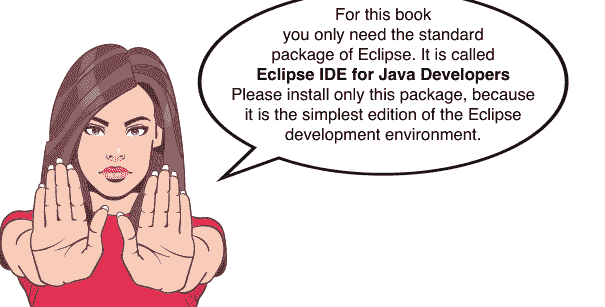 For this book
you only need the standard
package of Eclipse. It is called
Eclipse IDE for Java Developers
Please install only this package, because
it is the simplest edition of the Eclipse
development environment.